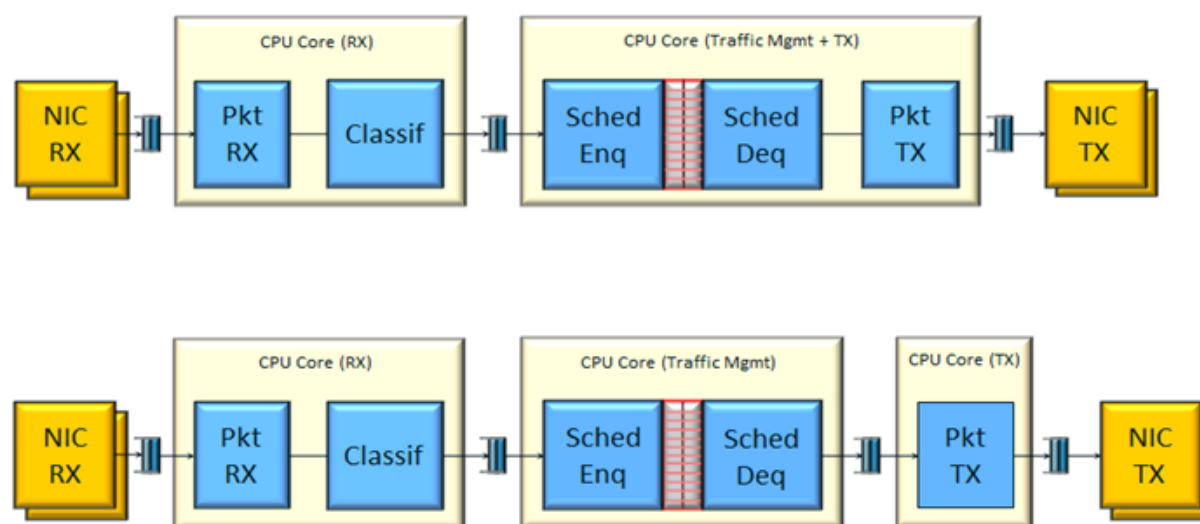 CPU Core (RX)
CPU Core (Traffic Mgmt + TX)
NIC
RX
Pkt
RX
Classif
Sched
Enq
Sched
Deq
Pkt
TX
NIC
TX
CPU Core (RX)
CPU Core (Traffic Mgmt)
CPU Core (TX)
NIC
RX
Pkt
RX
Classif
Sched
Enq
Sched
Deq
Pkt
TX
NIC
TX